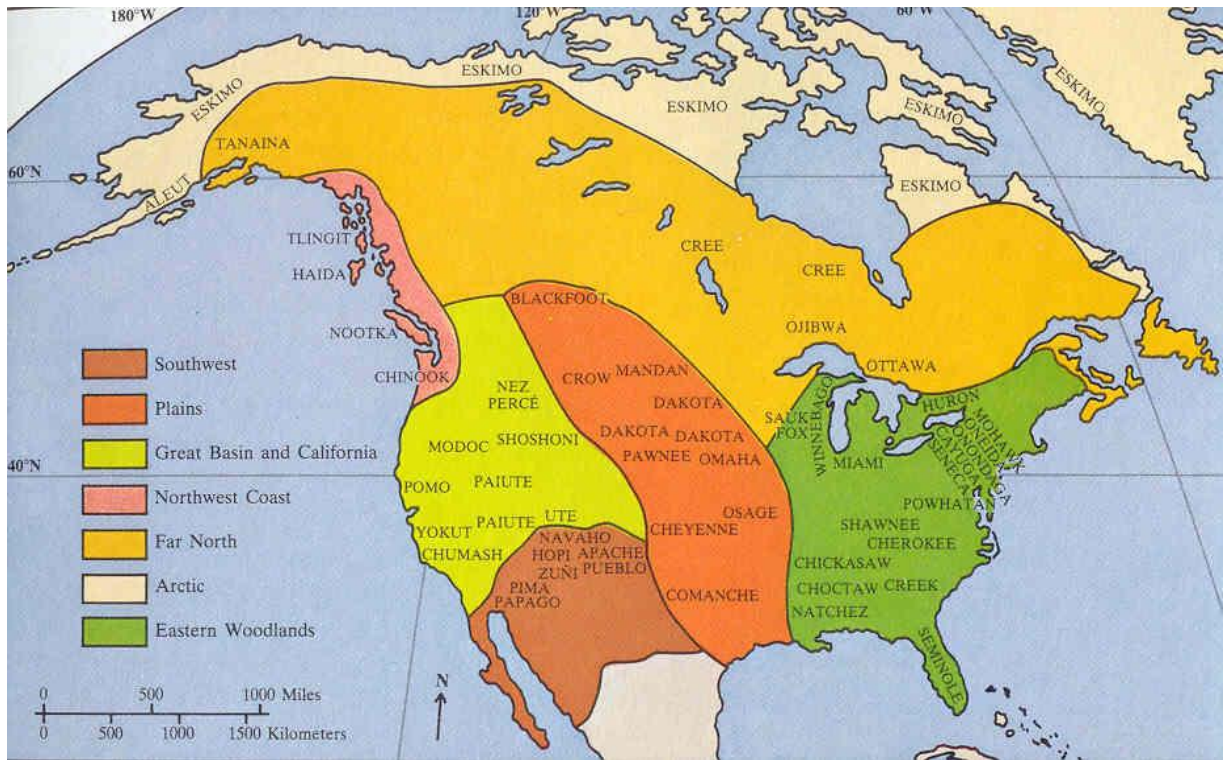 180°W
120°W
60°W
ESKIMO
ESKIMO
ESKIMO
ESKIMO
ESKIMO
ESKIMO
TANAINA
60°N
ALEUT
TLINGIT
HAIDA
NOOTKA
CHINOOK
CREE
CREE
BLACKFOOT
OJIBWA
OTTAWA
NEZ
PERCÉ
CROW
MANDAN
DAKOTA
DAKOTA
DAKOTA
PAWNEE
OMAHA
SAUK
FOX
WINNEBAGO
HURON
MOHAWK
ONEIDA
ONONDAGA
CAYUGA
SENECA
MIAMI
MODOC
SHOSHONI
40°N
POMO
PAIUTE
PAIUTE
UTE
YOKUT
CHUMASH
NAVAHO
HOPI
APACHE
ZUÑI
PUEBLO
PIMA
PAPAGO
CHEYENNE
OSAGE
COMANCHE
POWHATAN
SHAWNEE
CHEROKEE
CHICKASAW
CHOCTAW
CREEK
NATCHEZ
SEMINOLE
Southwest
Plains
Great Basin and California
Northwest Coast
Far North
Arctic
Eastern Woodlands
0 500 1000 Miles
0 500 1000 1500 Kilometers
N